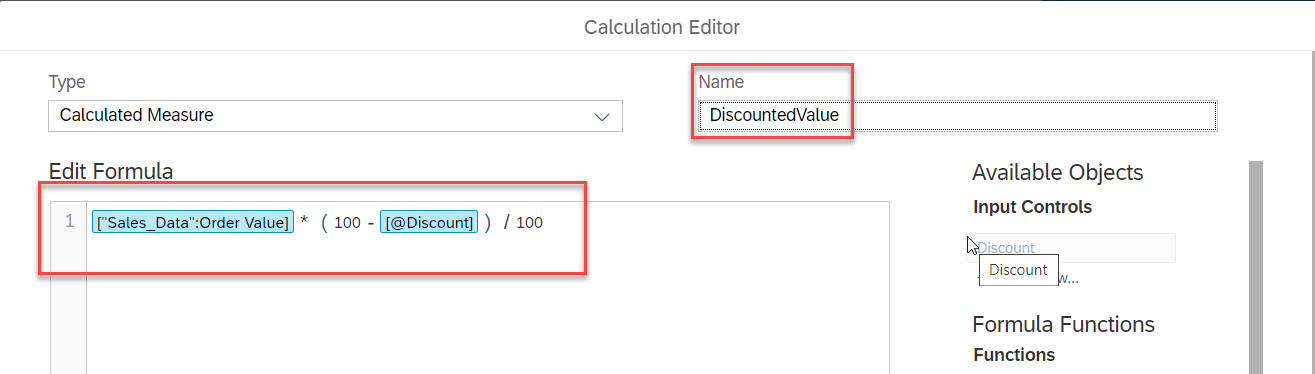 Calculation Editor
Type
Name
Calculated Measure
DiscountedValue
Edit Formula
Available Objects
1 ["Sales_Data":Order Value] * ( 100 - [@Discount] ) / 100
Input Controls
Discount
Discount
w...
Formula Functions
Functions